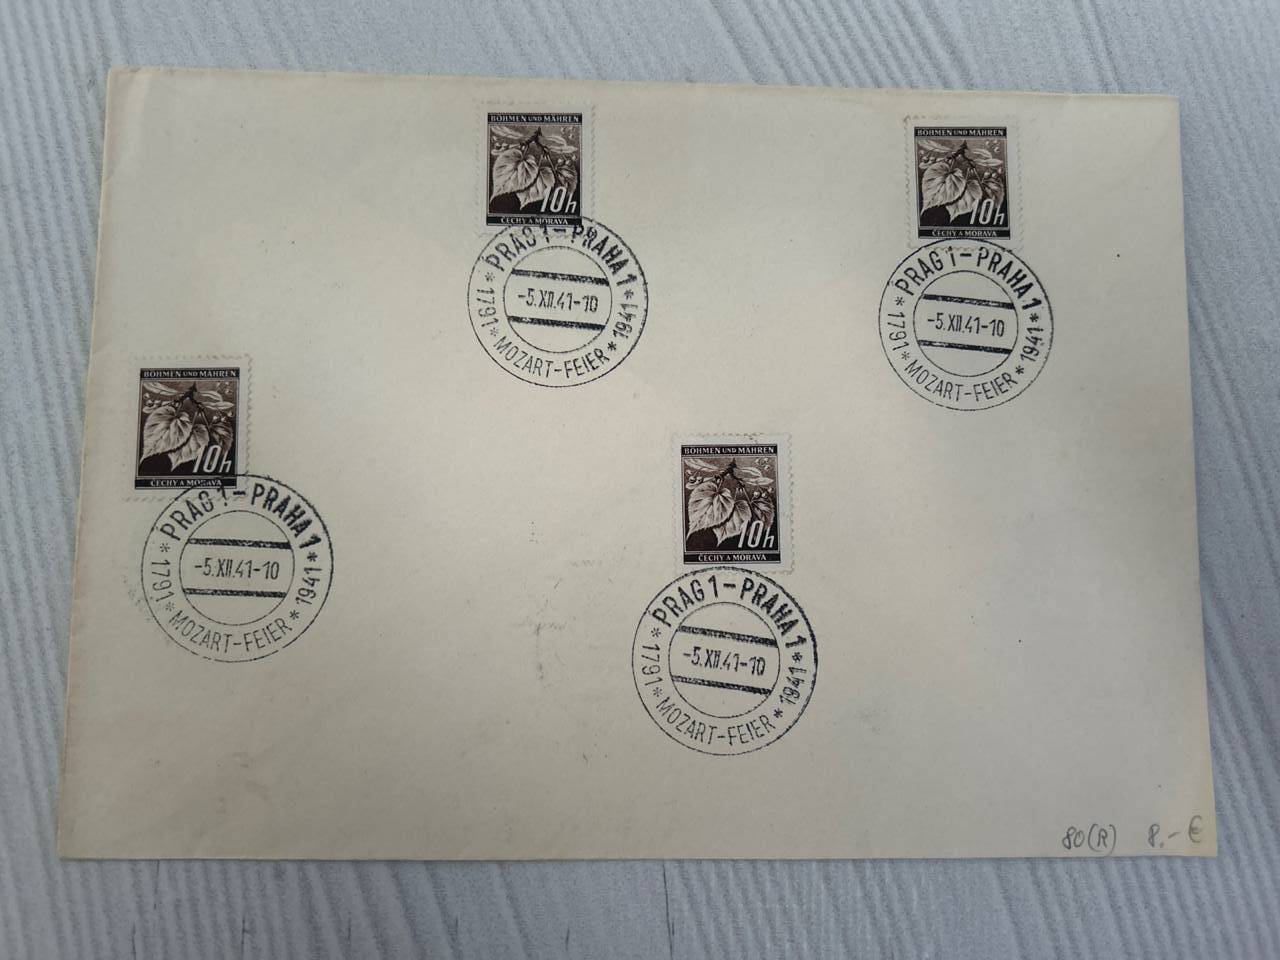 BÖHMEN UND MÄHREN
10h
ČECHY A MORAVA
PRAG 1 - PRAHA 1
-5.XII.41-10
* 1791 * MOZART-FEIER * 1941 *
BÖHMEN UND MÄHREN
10h
ČECHY A MORAVA
PRAG 1 - PRAHA 1
-5.XII.41-10
* 1791 * MOZART-FEIER * 1941 *
BÖHMEN UND MÄHREN
10h
ČECHY A MORAVA
PRAG 1 - PRAHA 1
-5.XII.41-10
* 1791 * MOZART-FEIER * 1941 *
BÖHMEN UND MÄHREN
10h
ČECHY A MORAVA
PRAG 1 - PRAHA 1
-5.XII.41-10
* 1791 * MOZART-FEIER * 1941 *
80(R) 8.- €